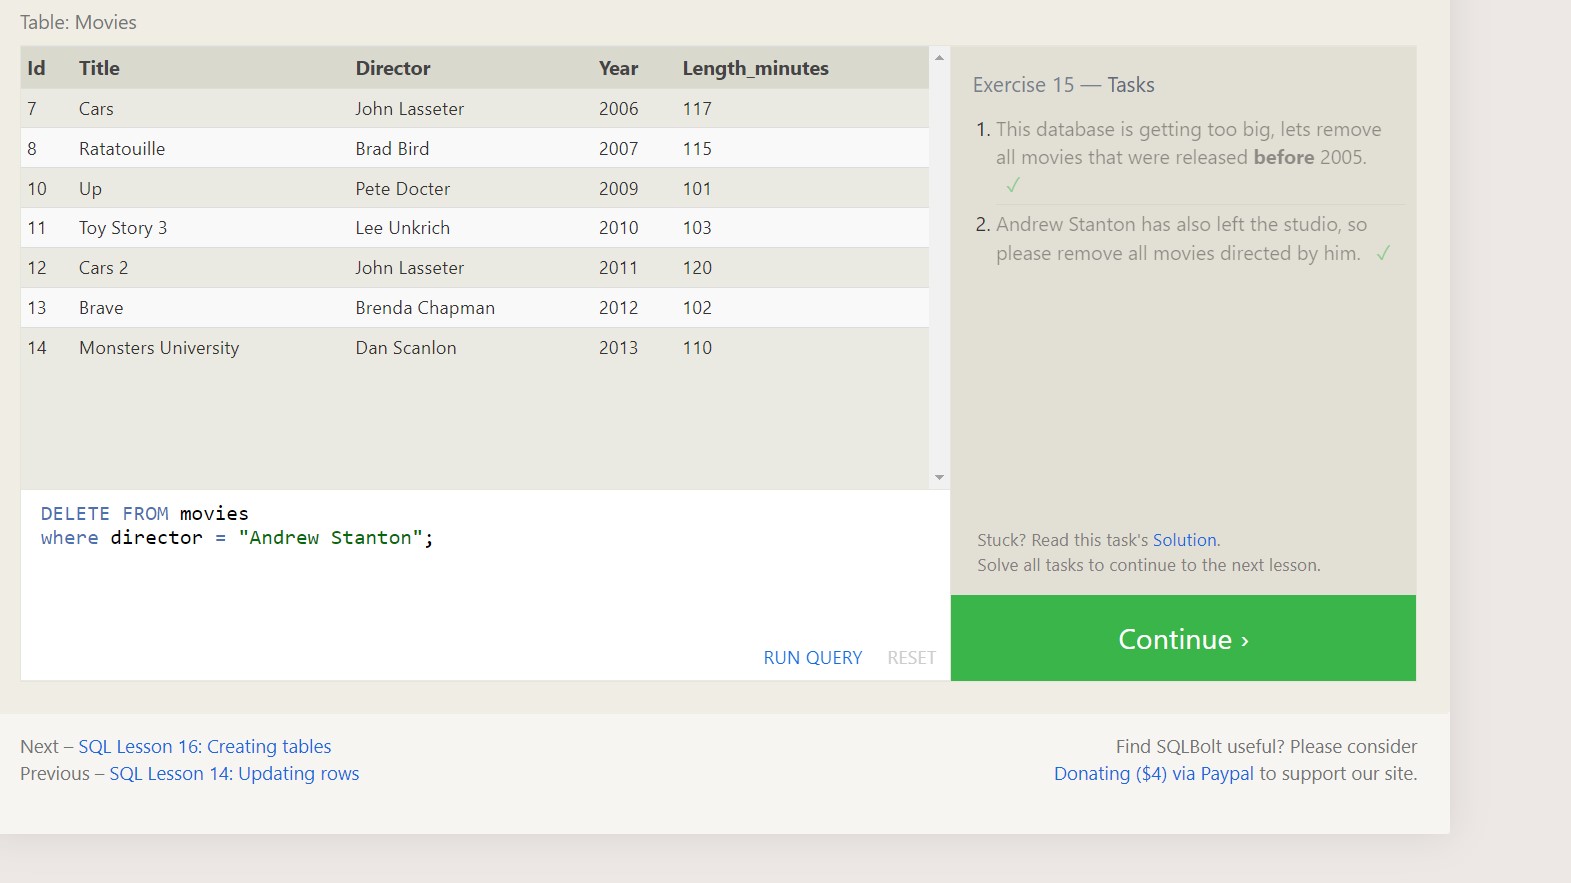 Table: Movies
Id Title Director Year Length_minutes
7 Cars John Lasseter 2006 117
8 Ratatouille Brad Bird 2007 115
10 Up Pete Docter 2009 101
11 Toy Story 3 Lee Unkrich 2010 103
12 Cars 2 John Lasseter 2011 120
13 Brave Brenda Chapman 2012 102
14 Monsters University Dan Scanlon 2013 110
DELETE FROM movies
where director = "Andrew Stanton";
RUN QUERY RESET
Exercise 15 — Tasks
1. This database is getting too big, lets remove
all movies that were released before 2005.
✓
2. Andrew Stanton has also left the studio, so
please remove all movies directed by him. ✓
Stuck? Read this task's Solution.
Solve all tasks to continue to the next lesson.
Continue ›
Next – SQL Lesson 16: Creating tables
Previous – SQL Lesson 14: Updating rows
Find SQLBolt useful? Please consider
Donating ($4) via Paypal to support our site.